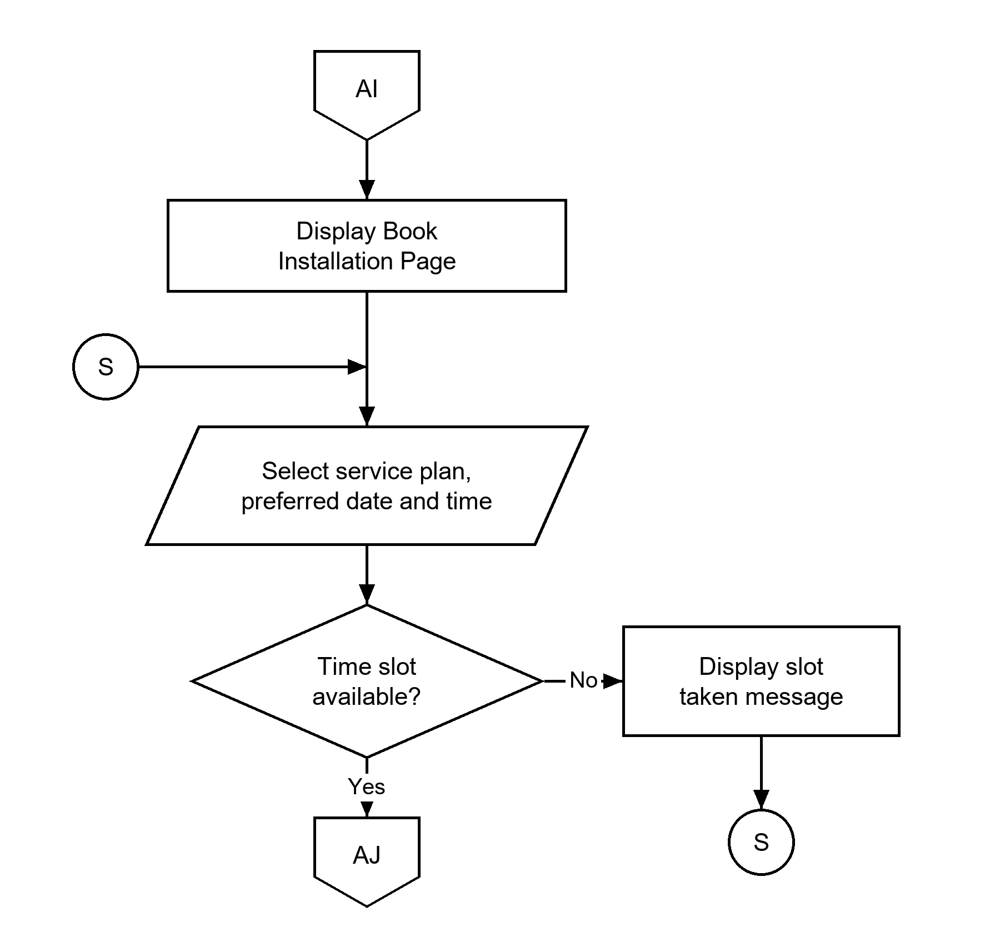 AI
Display Book
Installation Page
S
Select service plan,
preferred date and time
Time slot
available?
No
Display slot
taken message
Yes
AJ
S